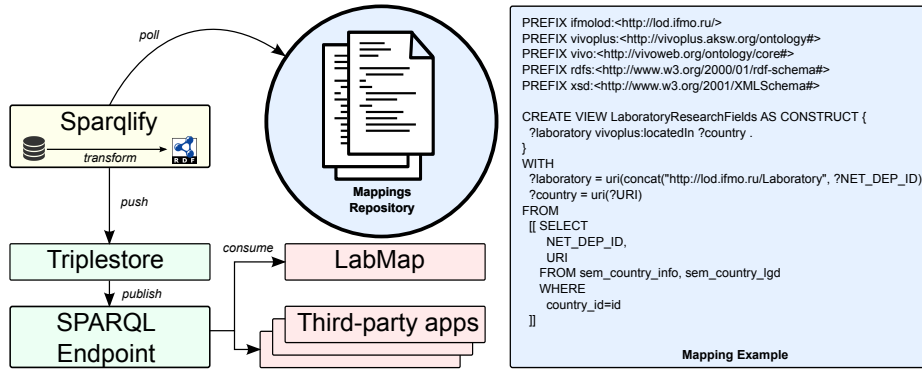 poll
Sparqlify
RDF
transform
Mappings
Repository
push
Triplestore
consume
LabMap
publish
SPARQL
Endpoint
Third-party apps
PREFIX ifmolod:<http://lod.ifmo.ru/>
PREFIX vivoplus:<http://vivoplus.aksw.org/ontology#>
PREFIX vivo:<http://vivoweb.org/ontology/core#>
PREFIX rdfs:<http://www.w3.org/2000/01/rdf-schema#>
PREFIX xsd:<http://www.w3.org/2001/XMLSchema#>
CREATE VIEW LaboratoryResearchFields AS CONSTRUCT {
?laboratory vivoplus:locatedIn ?country .
}
WITH
?laboratory = uri(concat("http://lod.ifmo.ru/Laboratory", ?NET_DEP_ID)
?country = uri(?URI)
FROM
[[ SELECT
NET_DEP_ID,
URI
FROM sem_country_info, sem_country_lgd
WHERE
country_id=id
]]
Mapping Example